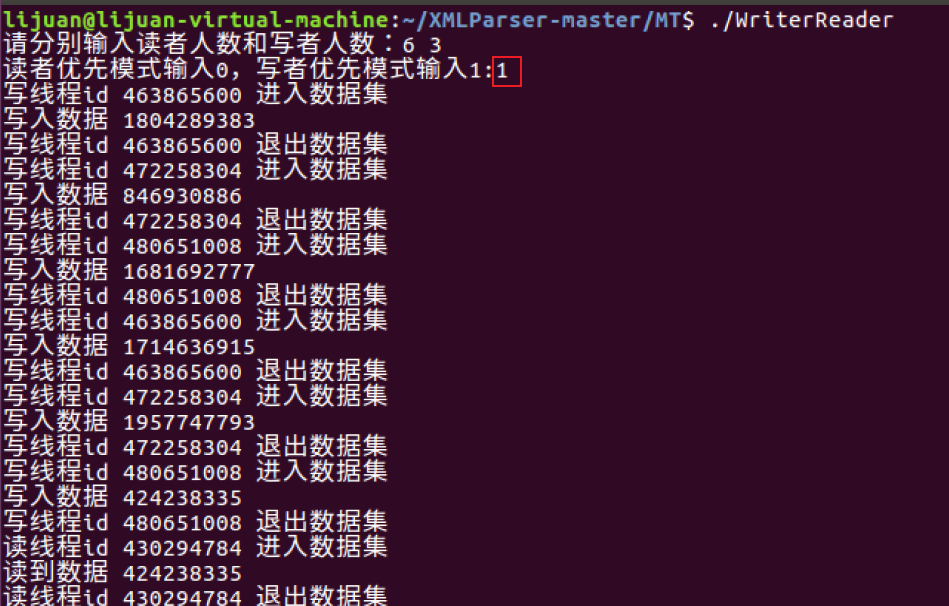 lijuan@lijuan-virtual-machine:~/XMLParser-master/MT$ ./WriterReader
请分别输入读者人数和写者人数：6 3
读者优先模式输入0，写者优先模式输入1:1
写线程id 463865600 进入数据集
写入数据 1804289383
写线程id 463865600 退出数据集
写线程id 472258304 进入数据集
写入数据 846930886
写线程id 472258304 退出数据集
写线程id 480651008 进入数据集
写入数据 1681692777
写线程id 480651008 退出数据集
写线程id 463865600 进入数据集
写入数据 1714636915
写线程id 463865600 退出数据集
写线程id 472258304 进入数据集
写入数据 1957747793
写线程id 472258304 退出数据集
写线程id 480651008 进入数据集
写入数据 424238335
写线程id 480651008 退出数据集
读线程id 430294784 进入数据集
读到数据 424238335
读线程id 430294784 退出数据集